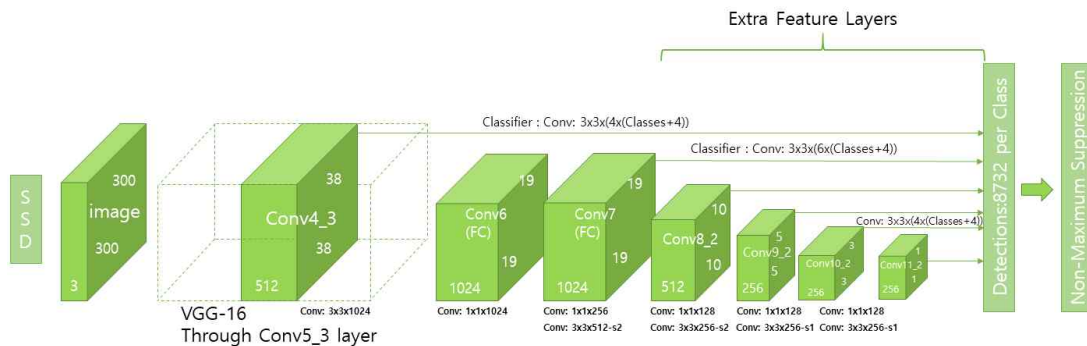 Extra Feature Layers
Classifier : Conv: 3x3x(4x(Classes+4))
Classifier : Conv: 3x3x(6x(Classes+4))
Conv: 3x3x(4x(Classes+4))
SSD
300
image
300
3
38
Conv4_3
38
512
19
Conv6
(FC)
19
1024
19
Conv7
(FC)
19
1024
10
Conv8_2
10
512
5
Conv9_2
5
256
3
Conv10_2
3
256
1
Conv11_2
1
256
Detections:8732 per Class
Non-Maximum Suppression
VGG-16
Through Conv5_3 layer
Conv: 3x3x1024
Conv: 1x1x1024
Conv: 1x1x256
Conv: 3x3x512-s2
Conv: 1x1x128
Conv: 3x3x256-s2
Conv: 1x1x128
Conv: 3x3x256-s1
Conv: 1x1x128
Conv: 3x3x256-s1